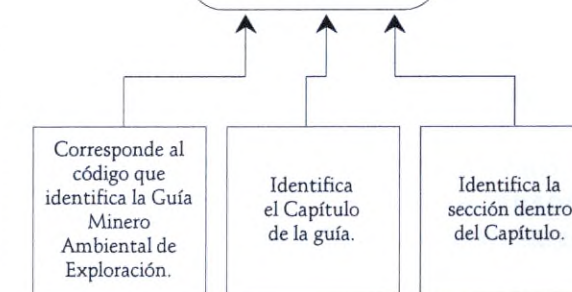 Corresponde al
código que
identifica la Guía
Minero
Ambiental de
Exploración.
Identifica
el Capítulo
de la guía.
Identifica la
sección dentro
del Capítulo.